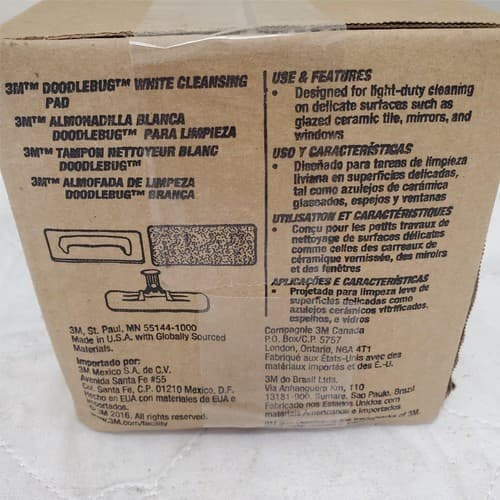 3M™ DOODLEBUG™ WHITE CLEANSING
PAD
3M™ ALMOHADILLA BLANCA
DOODLEBUG™ PARA LIMPIEZA
3M™ TAMPON NETTOYEUR BLANC
DOODLEBUG™
3M™ ALMOFADA DE LIMPEZA
DOODLEBUG™ BRANCA
3M, St. Paul, MN 55144-1000
Made in U.S.A. with Globally Sourced
Materials.
Importado por:
3M Mexico S.A. de C.V.
Avenida Santa Fe #55
Col. Santa Fe, C.P. 01210 Mexico, D.F.
Hecho en EUA con materiales de EUA e
Importados.
© 3M 2016. All rights reserved.
www.3M.com/facility
USE & FEATURES
• Designed for light-duty cleaning
on delicate surfaces such as
glazed ceramic tile, mirrors, and
windows
USO Y CARACTERÍSTICAS
• Diseñado para tareas de limpieza
liviana en superficies delicadas,
tal como azulejos de cerámica
glaseados, espejos y ventanas
UTILISATION ET CARACTÉRISTIQUES
• Conçu pour les petits travaux de
nettoyage de surfaces délicates
comme celles des carreaux de
céramique vernissée, des miroirs
et des fenêtres
APLICAÇÕES E CARACTERÍSTICAS
• Projetada para limpeza leve de
superfícies delicadas como
azulejos cerâmicos vitrificados,
espelhos, e vidros
Compagnie 3M Canada
P.O. Box/C.P. 5757
London, Ontario, N6A 4T1
Fabriqué aux États-Unis avec des
matériaux importés et des É.-U.
3M do Brasil Ltda.
Via Anhanguera Km, 110
13181-900, Sumare, Sao Paulo, Brazil
Fabricado nos Estados Unidos com
materiais Americanos e Importados
of 3M.